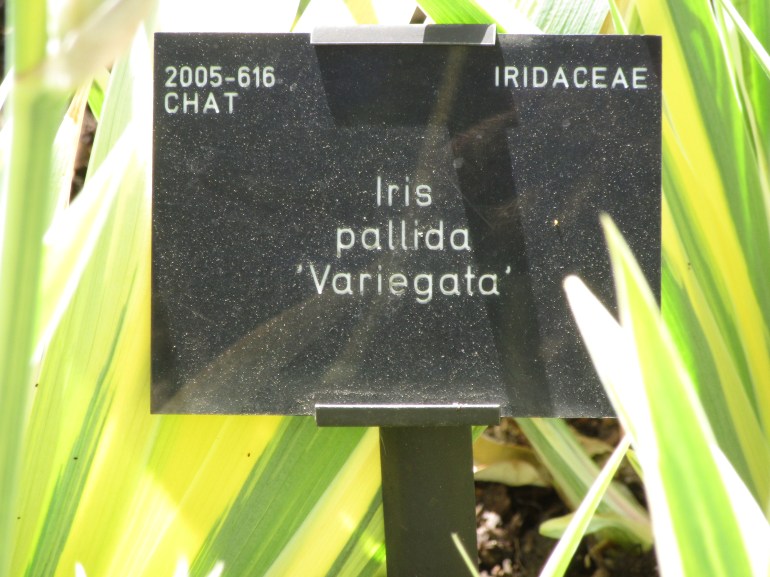 2005-616 IRIDACEAE
CHAT
Iris
pallida
'Variegata'